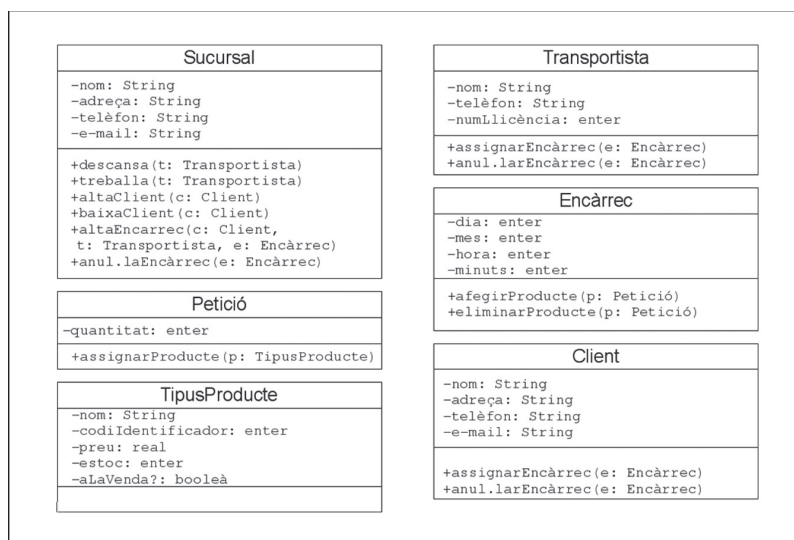 Sucursal
-nom: String
-adreça: String
-telèfon: String
-e-mail: String
+descansa(t: Transportista)
+treballa(t: Transportista)
+altaClient(c: Client)
+baixaClient(c: Client)
+altaEncarrec(c: Client,
t: Transportista, e: Encàrrec)
+anul.laEncàrrec(e: Encàrrec)
Petició
-quantitat: enter
+assignarProducte(p: TipusProducte)
TipusProducte
-nom: String
-codiIdentificador: enter
-preu: real
-estoc: enter
-aLaVenda?: booleà
Transportista
-nom: String
-telèfon: String
-numLlicència: enter
+assignarEncàrrec(e: Encàrrec)
+anul.larEncàrrec(e: Encàrrec)
Encàrrec
-dia: enter
-mes: enter
-hora: enter
-minuts: enter
+afegirProducte(p: Petició)
+eliminarProducte(p: Petició)
Client
-nom: String
-adreça: String
-telèfon: String
-e-mail: String
+assignarEncàrrec(e: Encàrrec)
+anul.larEncàrrec(e: Encàrrec)